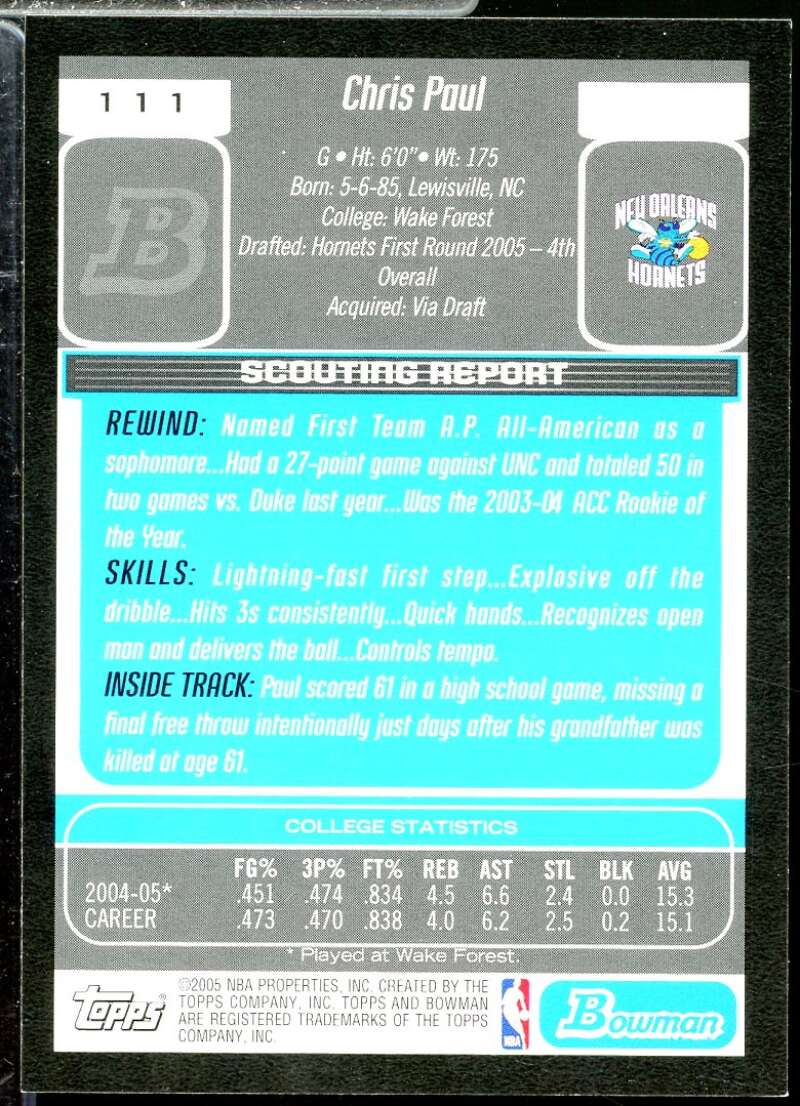 111
Chris Paul
G • Ht: 6'0" • Wt: 175
Born: 5-6-85, Lewisville, NC
College: Wake Forest
Drafted: Hornets First Round 2005 – 4th
Overall
Acquired: Via Draft
B
NEW ORLEANS
HORNETS
SCOUTING REPORT
REWIND: Named First Team A.P. All-American as a
sophomore...Had a 27-point game against UNC and totaled 50 in
two games vs. Duke last year...Was the 2003-04 ACC Rookie of
the Year.
SKILLS: Lightning-fast first step...Explosive off the
dribble...Hits 3s consistently...Quick hands...Recognizes open
man and delivers the ball...Controls tempo.
INSIDE TRACK: Paul scored 61 in a high school game, missing a
final free throw intentionally just days after his grandfather was
killed at age 61.
COLLEGE STATISTICS
FG% 3P% FT% REB AST STL BLK AVG
2004-05* .451 .474 .834 4.5 6.6 2.4 0.0 15.3
CAREER .473 .470 .838 4.0 6.2 2.5 0.2 15.1
* Played at Wake Forest.
Topps®
©2005 NBA PROPERTIES, INC. CREATED BY THE
TOPPS COMPANY, INC. TOPPS AND BOWMAN
ARE REGISTERED TRADEMARKS OF THE TOPPS
COMPANY, INC.
NBA
Bowman